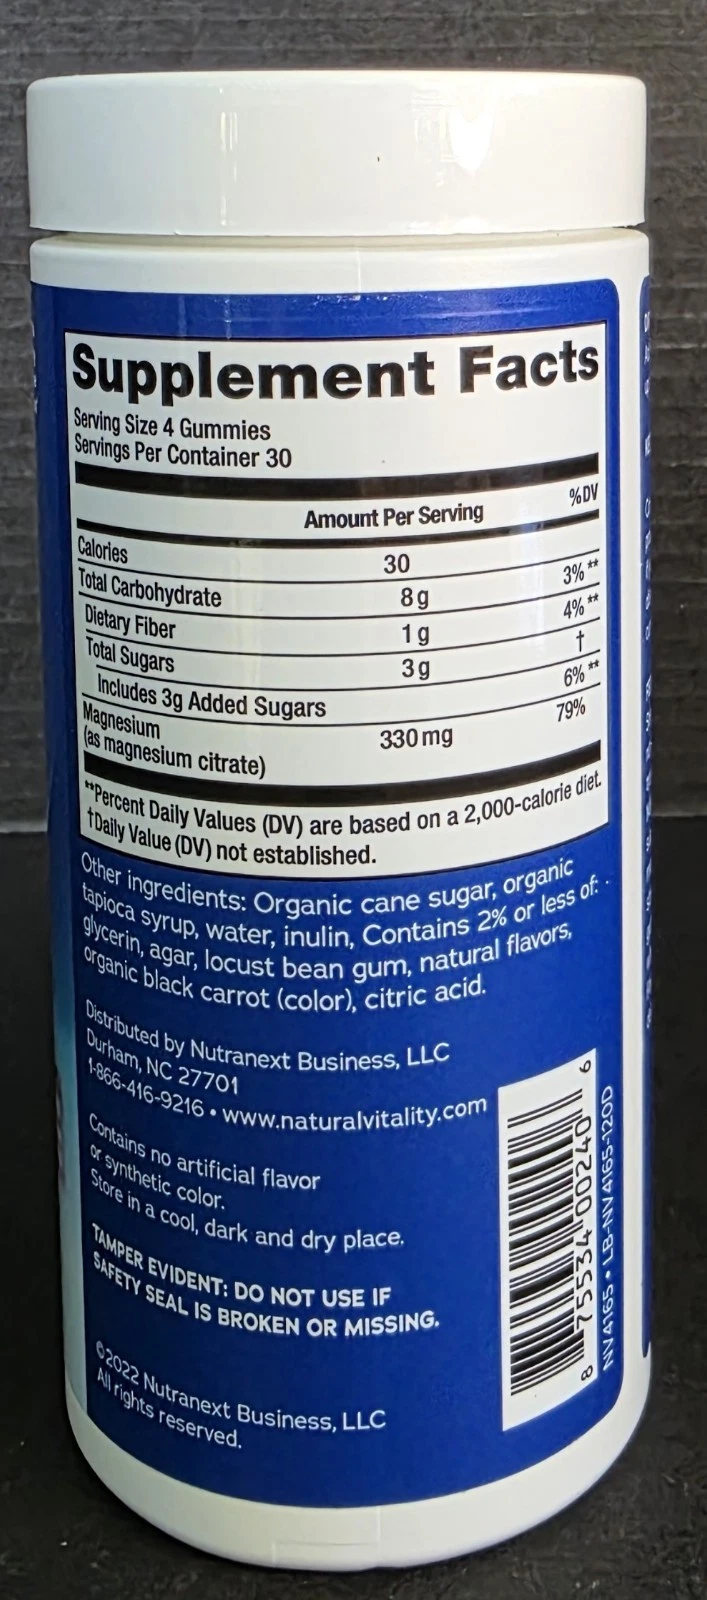 Supplement Facts
Serving Size 4 Gummies
Servings Per Container 30
Amount Per Serving %DV
Calories 30
Total Carbohydrate 8g 3%**
Dietary Fiber 1g 4%**
Total Sugars 3g †
Includes 3g Added Sugars 6%**
Magnesium 330mg 79%
(as magnesium citrate)
**Percent Daily Values (DV) are based on a 2,000-calorie diet.
†Daily Value (DV) not established.
Other ingredients: Organic cane sugar, organic
tapioca syrup, water, inulin, Contains 2% or less of:
glycerin, agar, locust bean gum, natural flavors,
organic black carrot (color), citric acid.
Distributed by Nutranext Business, LLC
Durham, NC 27701
1-866-416-9216 • www.naturalvitality.com
Contains no artificial flavor
or synthetic color.
Store in a cool, dark and dry place.
TAMPER EVIDENT: DO NOT USE IF
SAFETY SEAL IS BROKEN OR MISSING.
©2022 Nutranext Business, LLC
All rights reserved.
8 75534 00240 6
NV4165 • LB-NV4165-120D